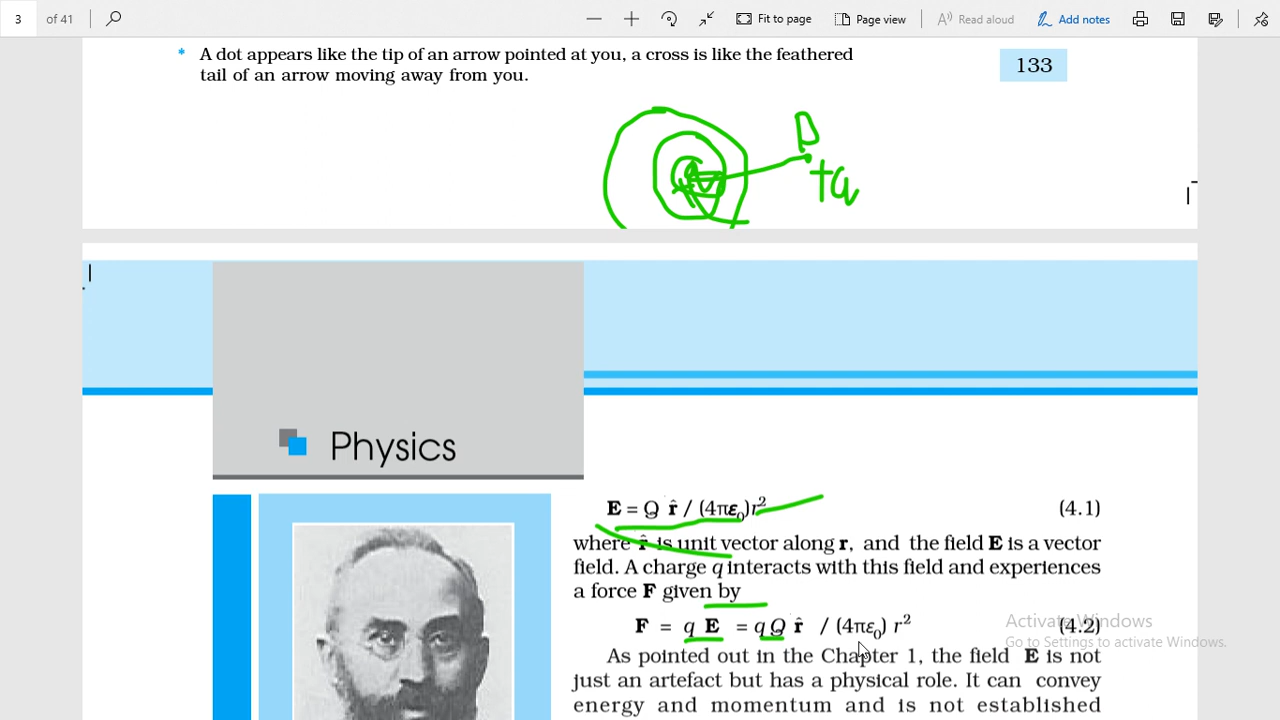 3 of 41 Fit to page Page view Read aloud Add notes
* A dot appears like the tip of an arrow pointed at you, a cross is like the feathered
tail of an arrow moving away from you.
133
P
+q
Physics
E = Q r̂ / (4πε₀)r² (4.1)
where r̂ is unit vector along r, and the field E is a vector
field. A charge q interacts with this field and experiences
a force F given by
F = q E = q Q r̂ / (4πε₀) r² (4.2)
Activate Windows
Go to Settings to activate Windows.
As pointed out in the Chapter 1, the field E is not
just an artefact but has a physical role. It can convey
energy and momentum and is not established